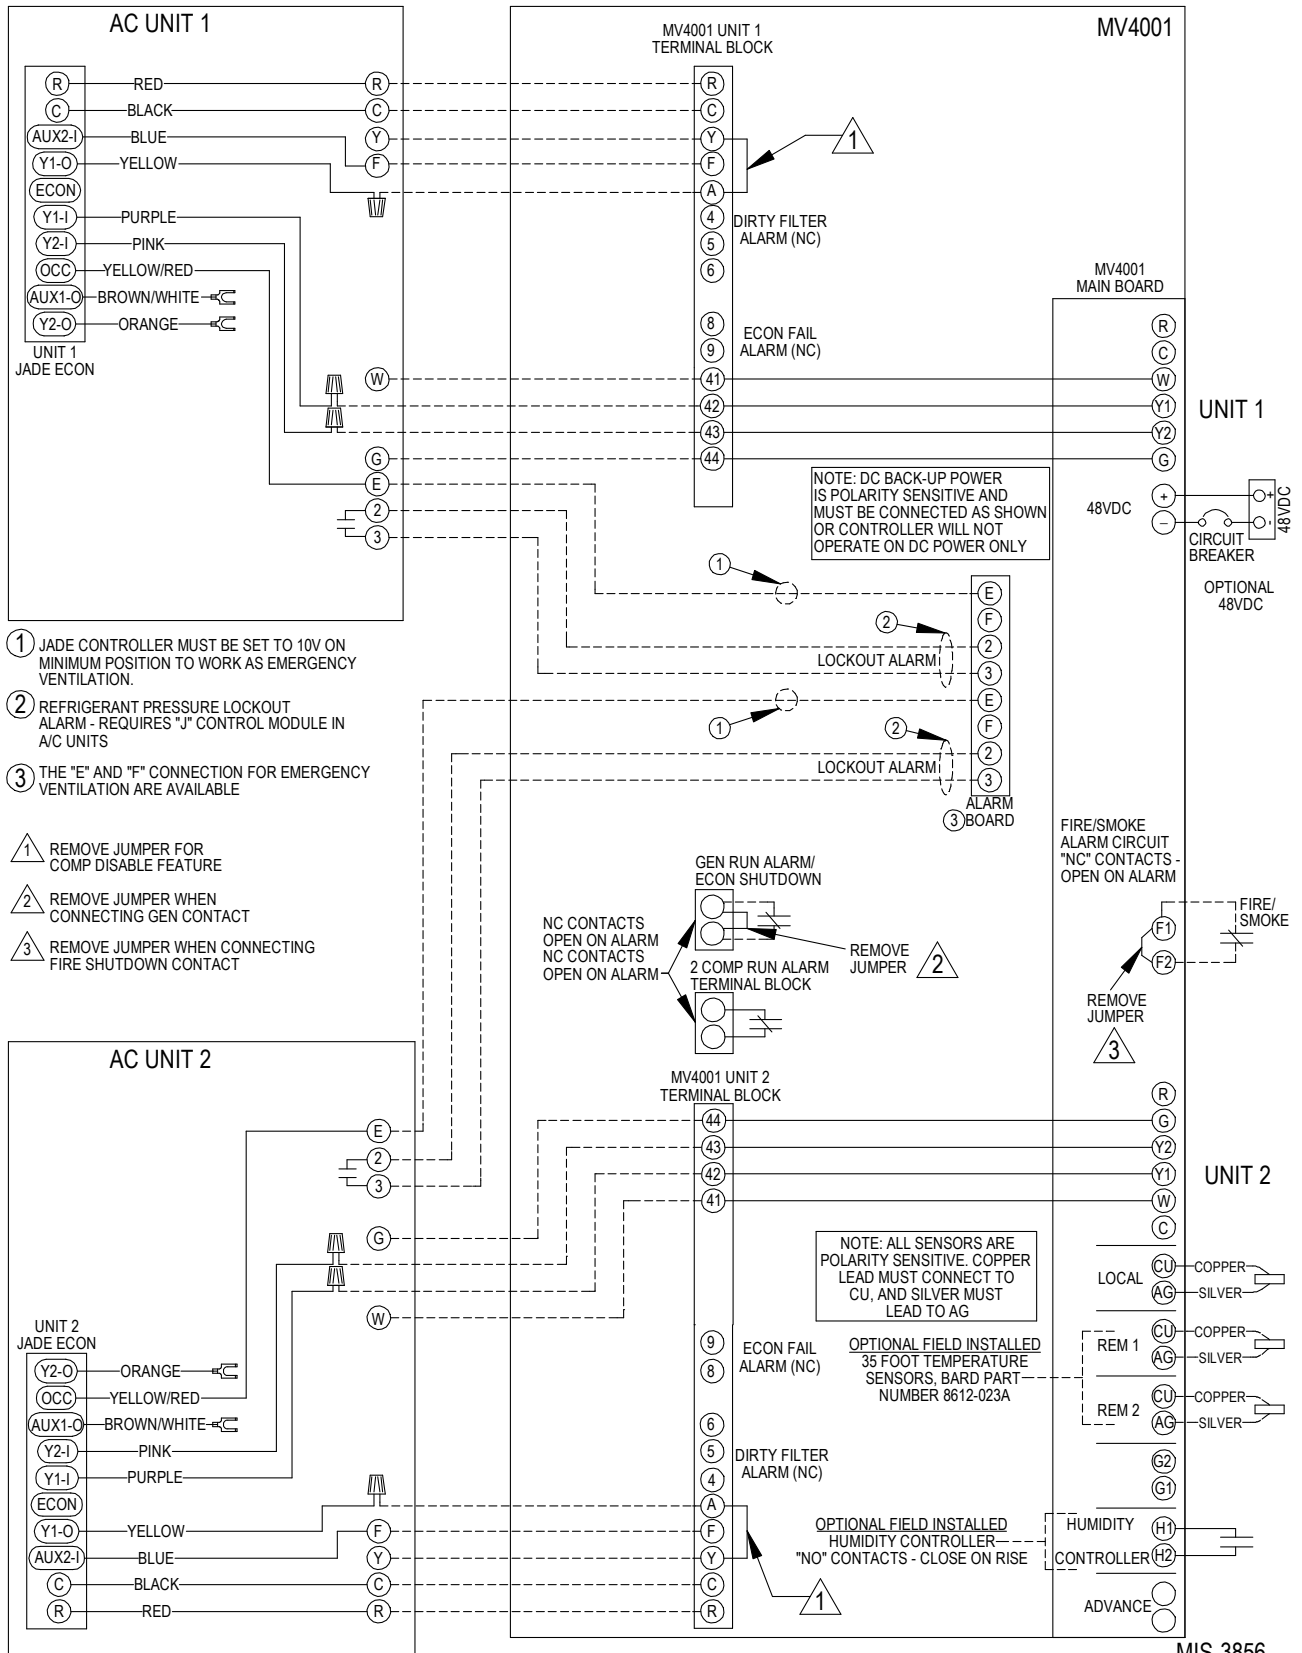 AC UNIT 1
R RED R
C BLACK C
AUX2-I BLUE Y
Y1-O YELLOW F
ECON
Y1-I PURPLE
Y2-I PINK
OCC YELLOW/RED
AUX1-O BROWN/WHITE
Y2-O ORANGE
UNIT 1
JADE ECON
W
G
E
2
3
MV4001
MV4001 UNIT 1
TERMINAL BLOCK
R
C
Y
F
A
4
5
6
1
DIRTY FILTER
ALARM (NC)
8
9
ECON FAIL
ALARM (NC)
41
42
43
44
MV4001
MAIN BOARD
R
C
W
Y1
Y2
G
UNIT 1
NOTE: DC BACK-UP POWER
IS POLARITY SENSITIVE AND
MUST BE CONNECTED AS SHOWN
OR CONTROLLER WILL NOT
OPERATE ON DC POWER ONLY
48VDC
+
–
+
-
48VDC
CIRCUIT
BREAKER
OPTIONAL
48VDC
1
2
LOCKOUT ALARM
1
2
LOCKOUT ALARM
E
F
2
3
E
F
2
3
ALARM
3 BOARD
1 JADE CONTROLLER MUST BE SET TO 10V ON
MINIMUM POSITION TO WORK AS EMERGENCY
VENTILATION.
2 REFRIGERANT PRESSURE LOCKOUT
ALARM - REQUIRES "J" CONTROL MODULE IN
A/C UNITS
3 THE "E" AND "F" CONNECTION FOR EMERGENCY
VENTILATION ARE AVAILABLE
1 REMOVE JUMPER FOR
COMP DISABLE FEATURE
2 REMOVE JUMPER WHEN
CONNECTING GEN CONTACT
3 REMOVE JUMPER WHEN CONNECTING
FIRE SHUTDOWN CONTACT
GEN RUN ALARM/
ECON SHUTDOWN
NC CONTACTS
OPEN ON ALARM
NC CONTACTS
OPEN ON ALARM
REMOVE
JUMPER
2
2 COMP RUN ALARM
TERMINAL BLOCK
FIRE/SMOKE
ALARM CIRCUIT
"NC" CONTACTS -
OPEN ON ALARM
F1
F2
FIRE/
SMOKE
REMOVE
JUMPER
3
AC UNIT 2
E
2
3
G
W
UNIT 2
JADE ECON
Y2-O ORANGE
OCC YELLOW/RED
AUX1-O BROWN/WHITE
Y2-I PINK
Y1-I PURPLE
ECON
Y1-O YELLOW F
AUX2-I BLUE Y
C BLACK C
R RED R
MV4001 UNIT 2
TERMINAL BLOCK
44
43
42
41
9
8
ECON FAIL
ALARM (NC)
6
5
4
DIRTY FILTER
ALARM (NC)
A
F
Y
C
R
1
R
G
Y2
Y1
W
C
UNIT 2
NOTE: ALL SENSORS ARE
POLARITY SENSITIVE. COPPER
LEAD MUST CONNECT TO
CU, AND SILVER MUST
LEAD TO AG
LOCAL
CU COPPER
AG SILVER
OPTIONAL FIELD INSTALLED
35 FOOT TEMPERATURE
SENSORS, BARD PART
NUMBER 8612-023A
REM 1
CU COPPER
AG SILVER
REM 2
CU COPPER
AG SILVER
G2
G1
OPTIONAL FIELD INSTALLED
HUMIDITY CONTROLLER
"NO" CONTACTS - CLOSE ON RISE
HUMIDITY H1
CONTROLLER H2
ADVANCE
MIS-3856